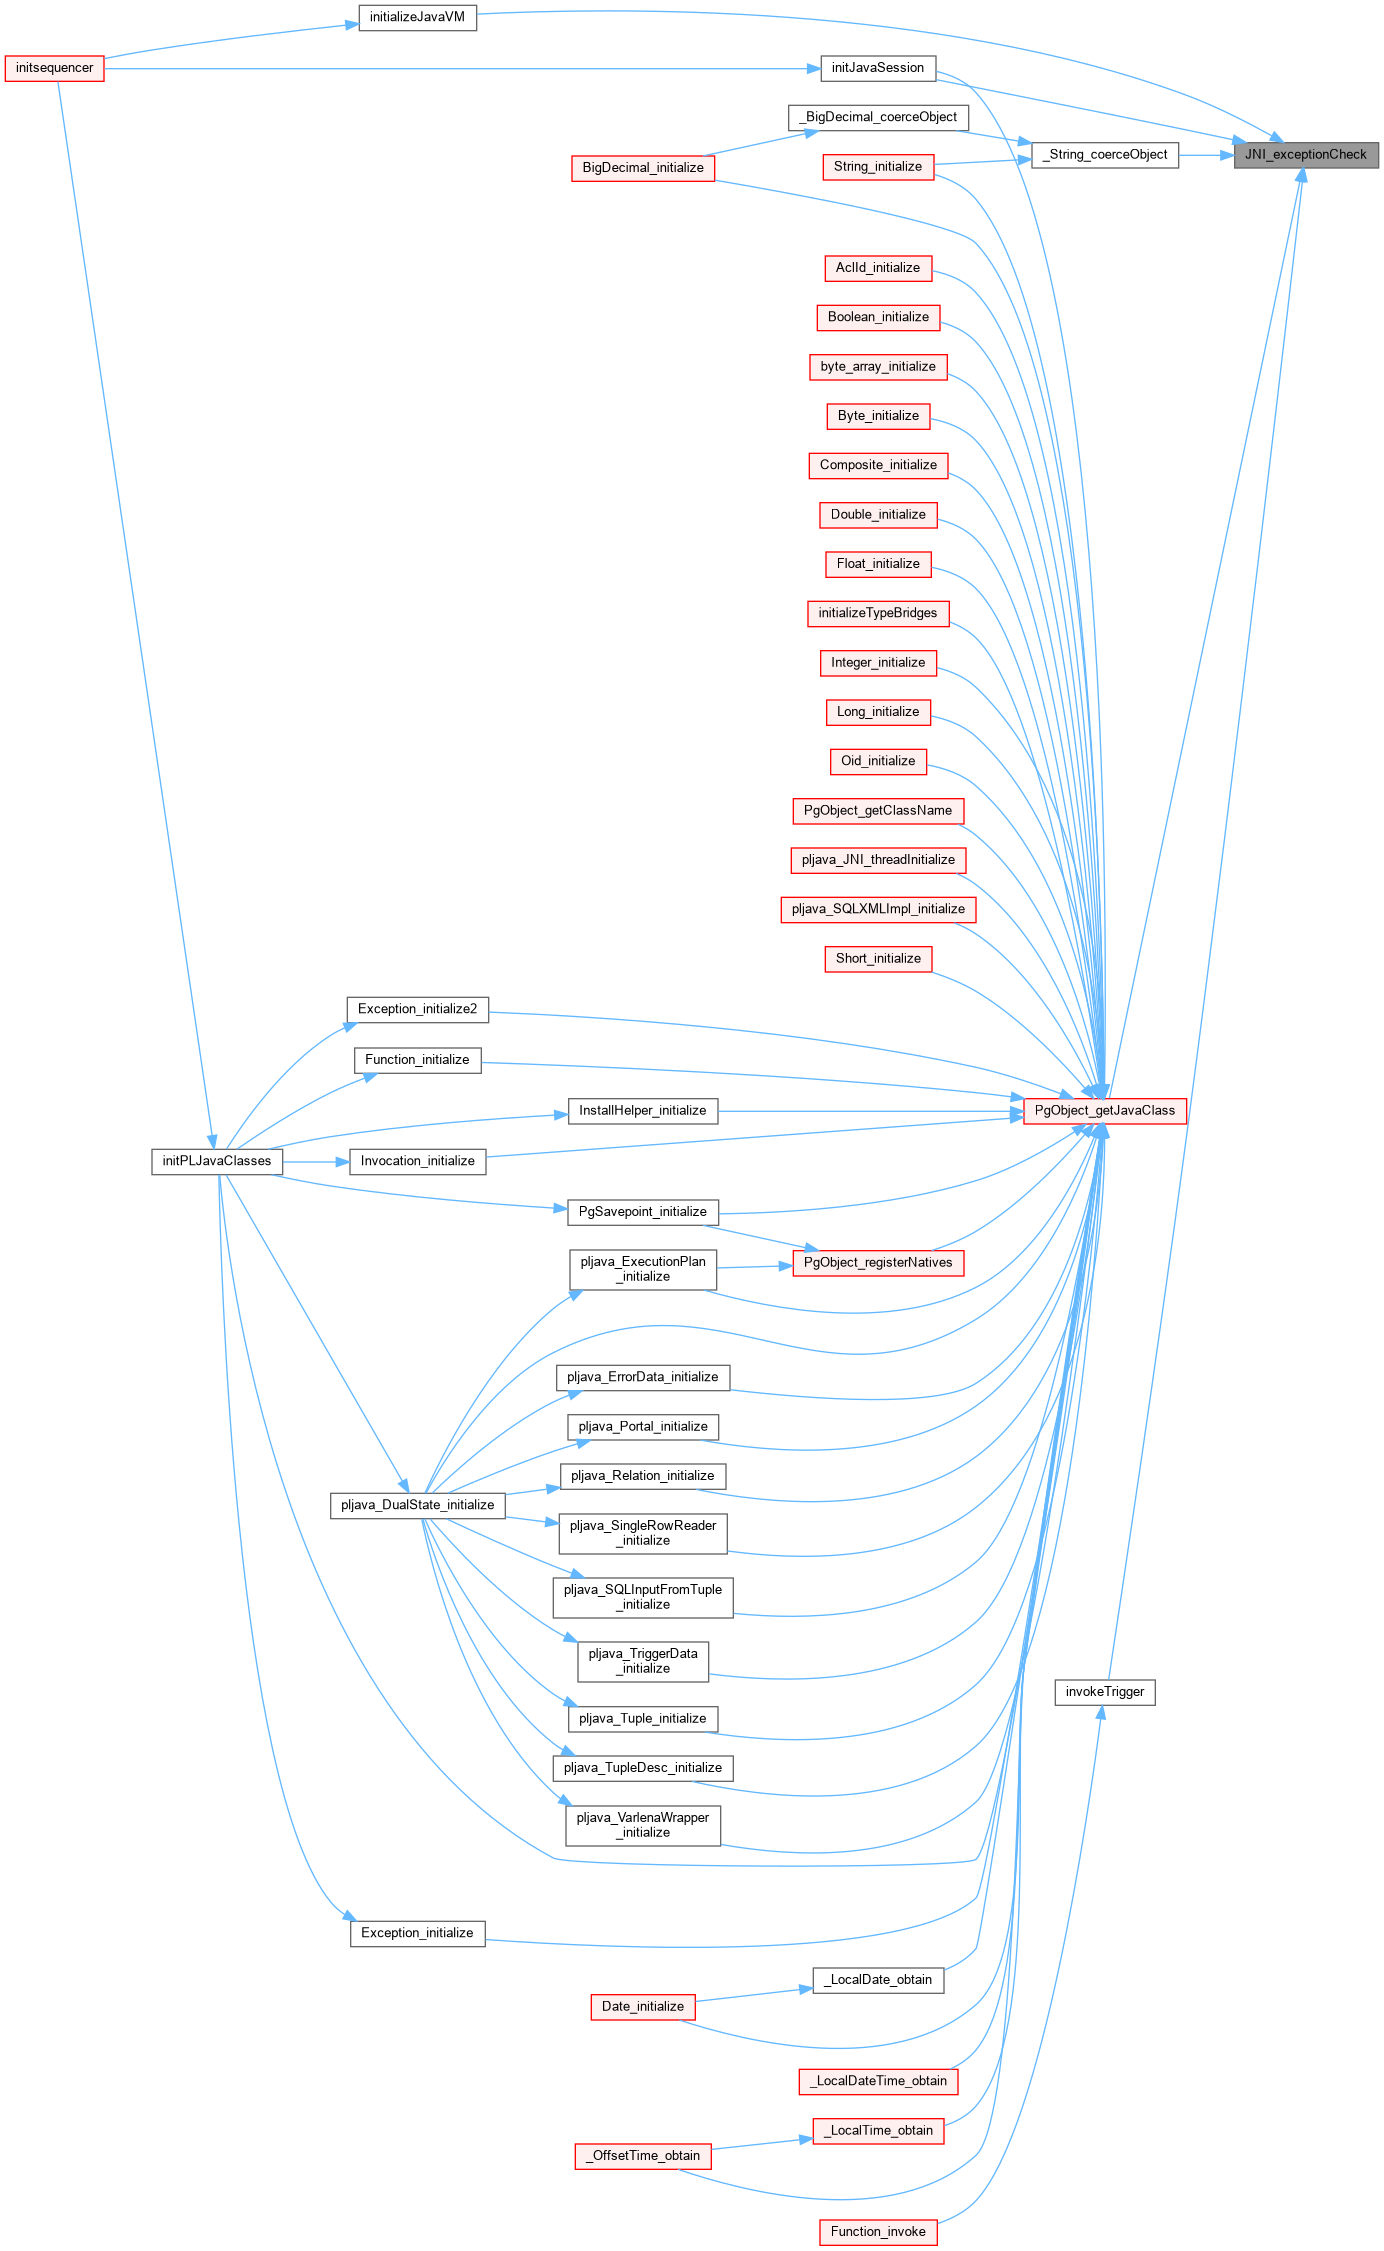 initializeJavaVM
initsequencer
initJavaSession
_BigDecimal_coerceObject
_String_coerceObject
JNI_exceptionCheck
BigDecimal_initialize
String_initialize
AclId_initialize
Boolean_initialize
byte_array_initialize
Byte_initialize
Composite_initialize
Double_initialize
Float_initialize
initializeTypeBridges
Integer_initialize
Long_initialize
Oid_initialize
PgObject_getClassName
pljava_JNI_threadInitialize
pljava_SQLXMLImpl_initialize
Short_initialize
Exception_initialize2
Function_initialize
InstallHelper_initialize
PgObject_getJavaClass
initPLJavaClasses
Invocation_initialize
PgSavepoint_initialize
pljava_ExecutionPlan
_initialize
PgObject_registerNatives
pljava_ErrorData_initialize
pljava_Portal_initialize
pljava_Relation_initialize
pljava_DualState_initialize
pljava_SingleRowReader
_initialize
pljava_SQLInputFromTuple
_initialize
pljava_TriggerData
_initialize
invokeTrigger
pljava_Tuple_initialize
pljava_TupleDesc_initialize
pljava_VarlenaWrapper
_initialize
Exception_initialize
_LocalDate_obtain
Date_initialize
_LocalDateTime_obtain
_LocalTime_obtain
_OffsetTime_obtain
Function_invoke